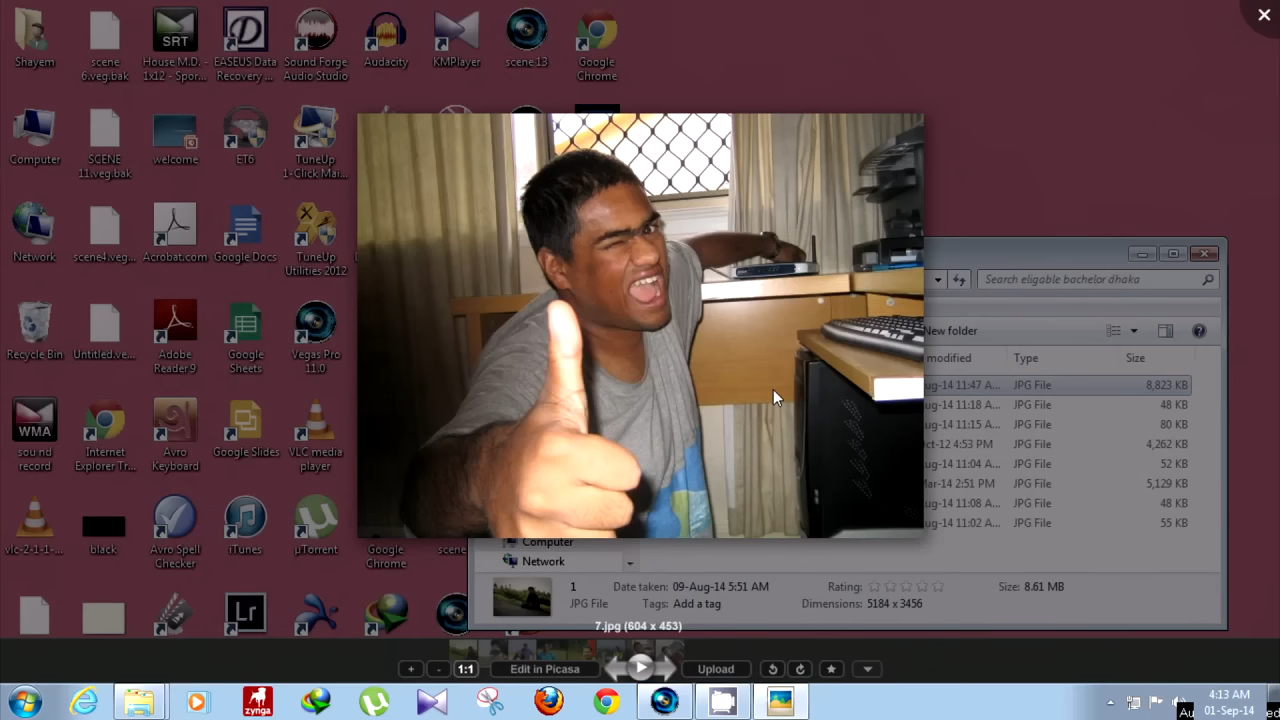 SRT
WMA
Shayem
scene
6.veg.bak
House M.D. -
1x12 - Spor...
EASEUS Data
Recovery ...
Sound Forge
Audio Studio
Audacity
KMPlayer
scene 13
Google
Chrome
Computer
SCENE
11.veg.bak
welcome
ET6
TuneUp
1-Click Mai...
Network
scene4.veg...
Acrobat.com
Google Docs
TuneUp
Utilities 2012
Recycle Bin
Untitled.ve...
Adobe
Reader 9
Google
Sheets
Vegas Pro
11.0
sou nd
record
Internet
Explorer Tr...
Avro
Keyboard
Google Slides
VLC media
player
vlc-2-1-1-...
black
Avro Spell
Checker
iTunes
µTorrent
Google
Chrome
scene
Lr
Search eligable bachelor dhaka
New folder
modified Type Size
ug-14 11:47 A... JPG File 8,823 KB
ug-14 11:18 A... JPG File 48 KB
ug-14 11:15 A... JPG File 80 KB
ct-12 4:53 PM JPG File 4,262 KB
ug-14 11:04 A... JPG File 52 KB
Mar-14 2:51 PM JPG File 5,129 KB
ug-14 11:08 A... JPG File 48 KB
ug-14 11:02 A... JPG File 55 KB
Computer
Network
1 Date taken: 09-Aug-14 5:51 AM Rating: Size: 8.61 MB
JPG File Tags: Add a tag Dimensions: 5184 x 3456
7.jpg (604 x 453)
+ - 1:1 Edit in Picasa Upload
zynga
4:13 AM
01-Sep-14